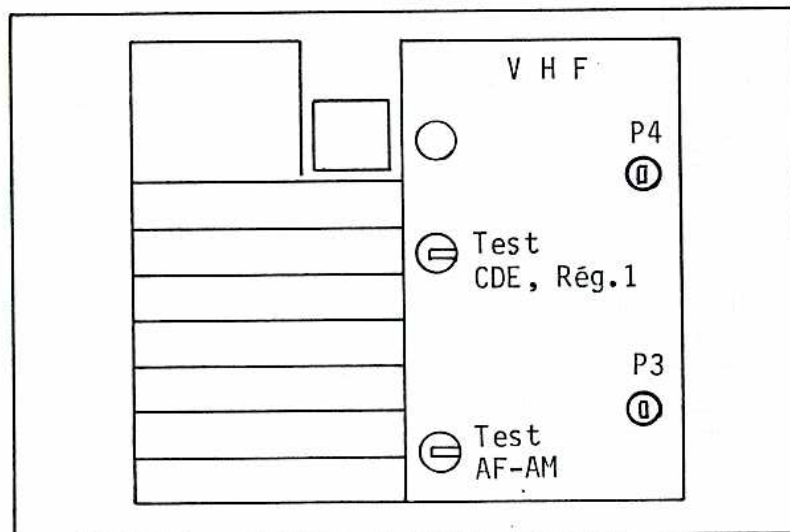 V H F
P4
Test
CDE, Rég.1
P3
Test
AF-AM